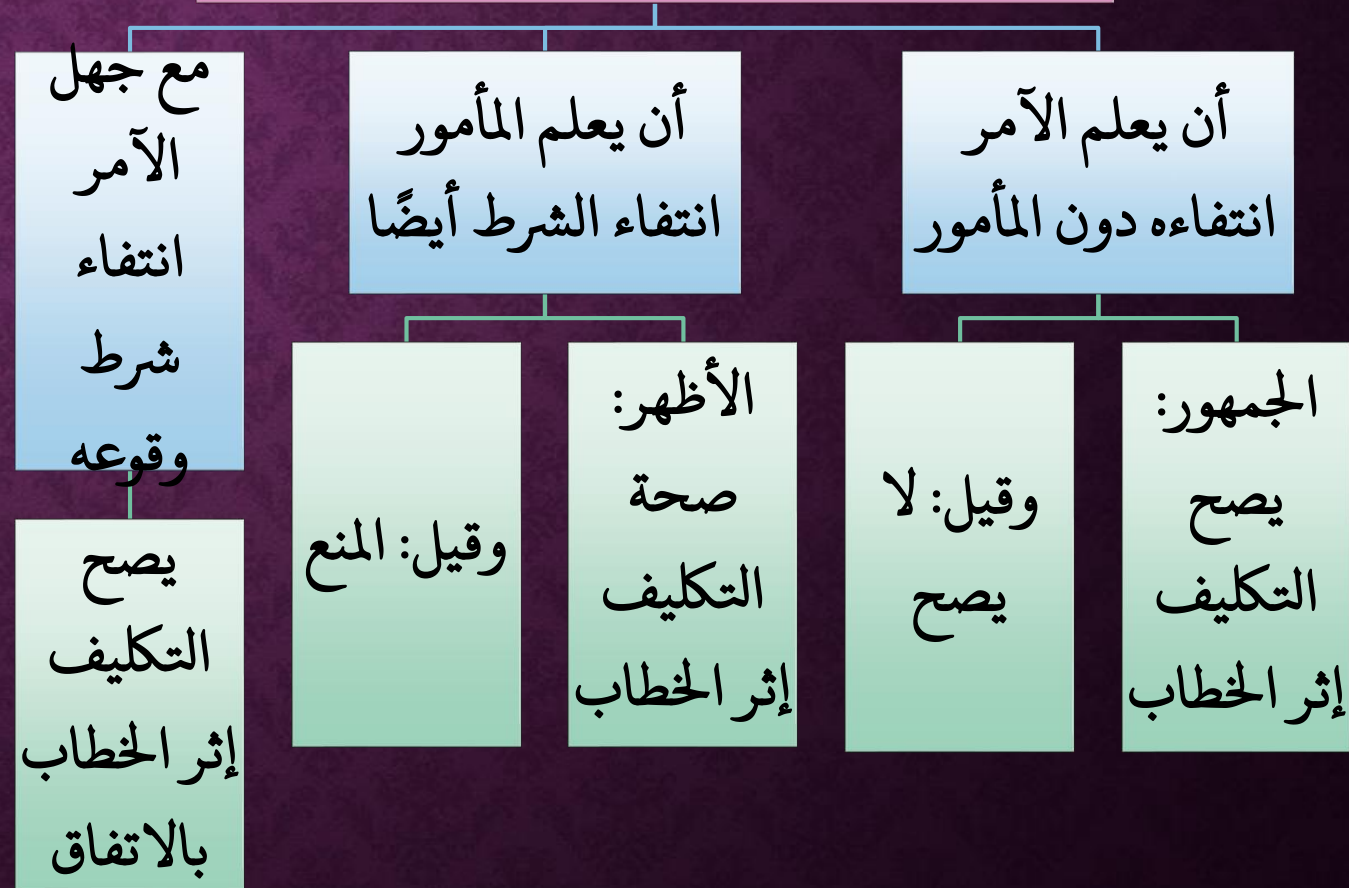 أن يعلم الآمر
انتفاءه دون المأمور
الجمهور:
يصح
التكليف
إثر الخطاب
وقيل: لا
يصح
أن يعلم المأمور
انتفاء الشرط أيضًا
الأظهر:
صحة
التكليف
إثر الخطاب
وقيل: المنع
مع جهل
الآمر
انتفاء
شرط
وقوعه
يصح
التكليف
إثر الخطاب
بالاتفاق